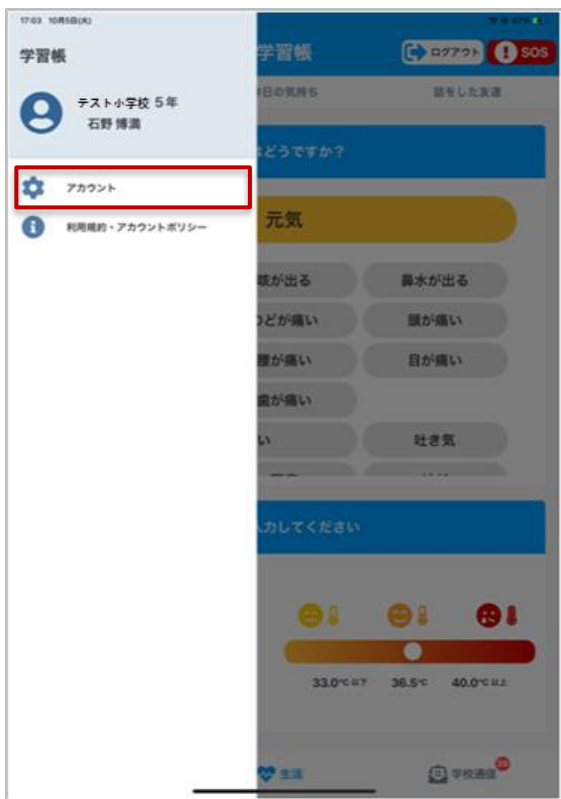 17:03 10月5日(火)
47%
学習帳
学習帳
ログアウト
SOS
テスト小学校 5年
石野 博満
日の気持ち
話をした友達
はどうですか?
アカウント
利用規約・アカウントポリシー
元気
咳が出る
鼻水が出る
のどが痛い
頭が痛い
腰が痛い
目が痛い
歯が痛い
い
吐き気
入力してください
33.0℃以下
36.5℃
40.0℃以上
生活
学校通信